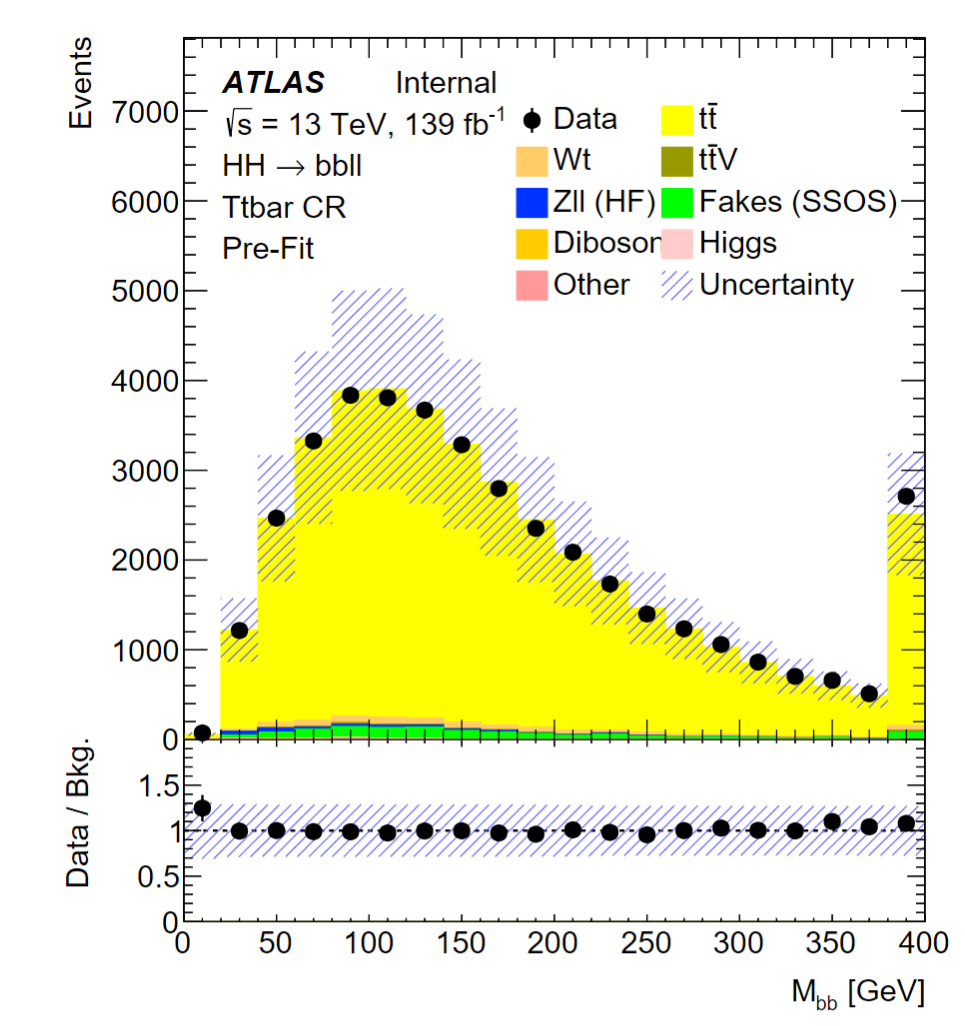 Events
7000
6000
5000
4000
3000
2000
1000
0
ATLAS Internal
√s = 13 TeV, 139 fb⁻¹
HH → bbll
Ttbar CR
Pre-Fit
Data
tt̄
Wt
tt̄V
Zll (HF)
Fakes (SSOS)
Diboson
Higgs
Other
Uncertainty
Data / Bkg.
1.5
1
0.5
0
0 50 100 150 200 250 300 350 400
M_bb [GeV]